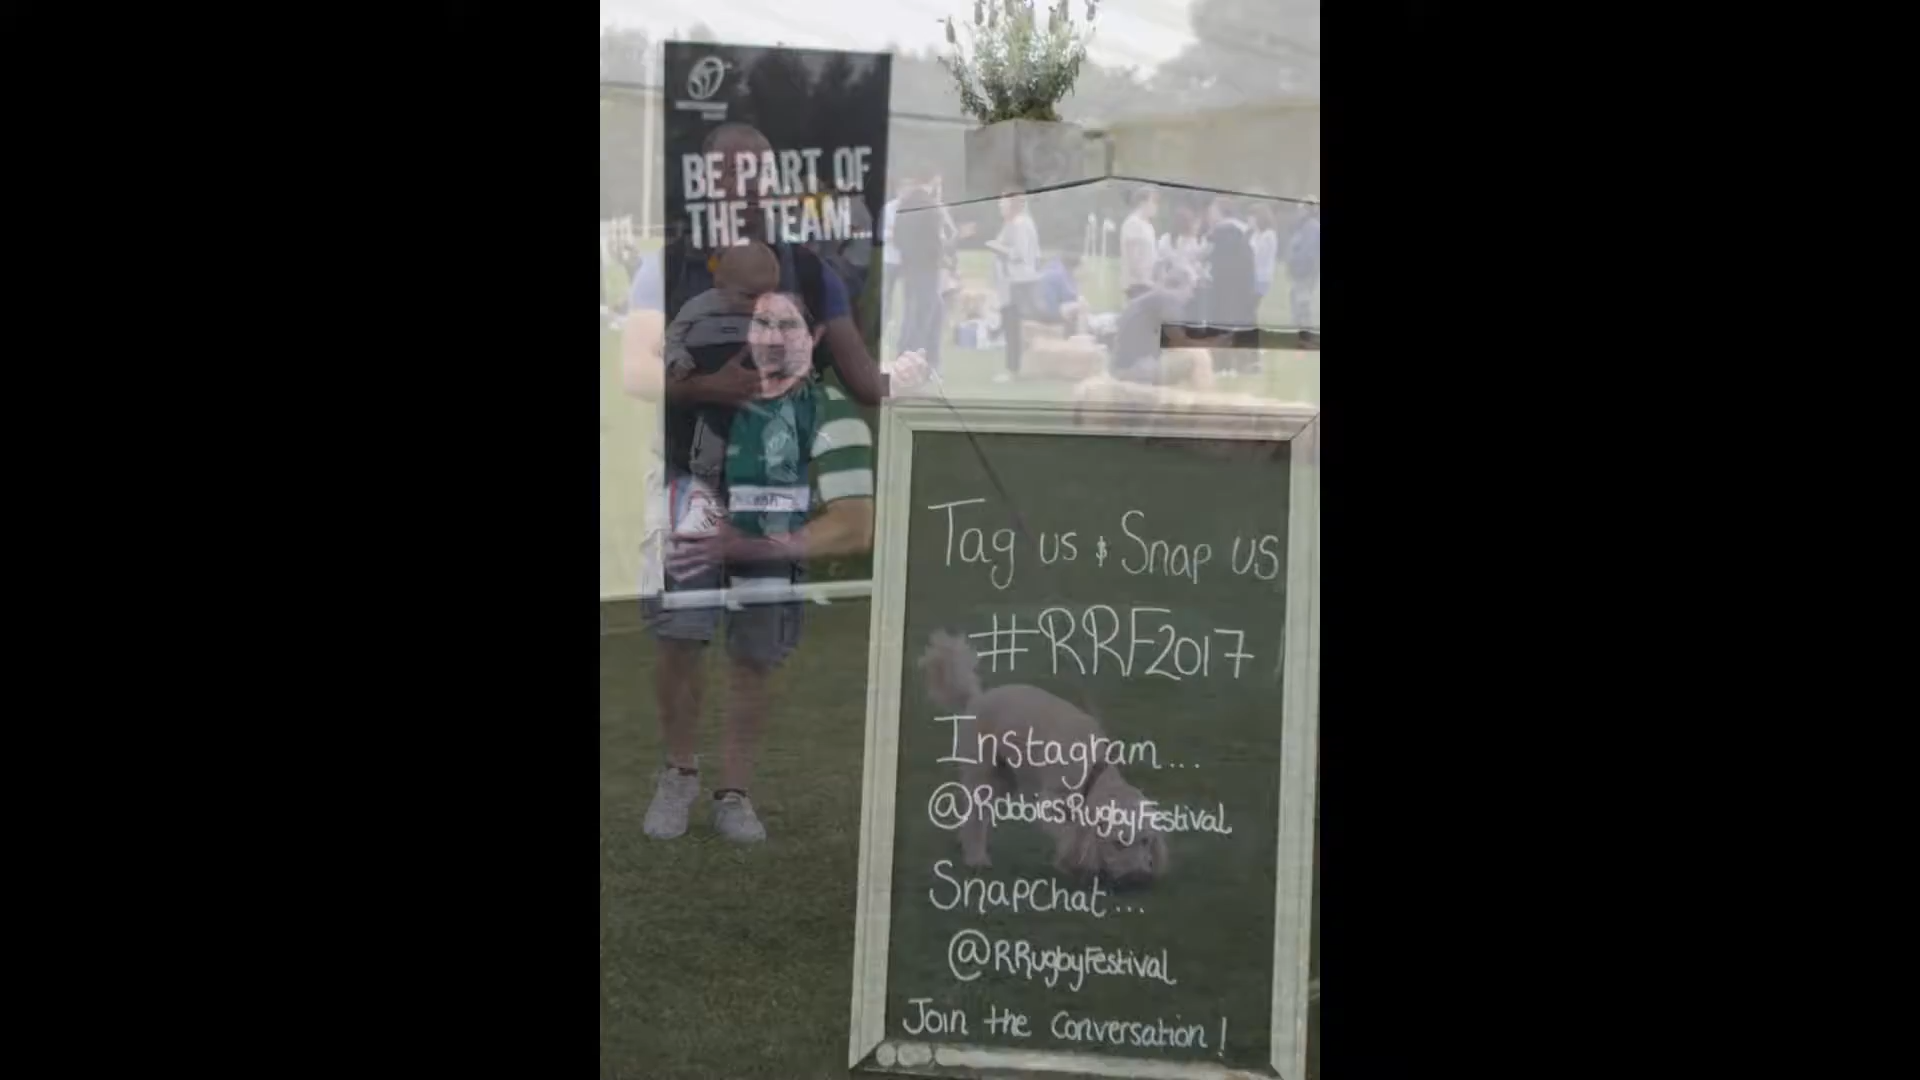 BE PART OF
THE TEAM...
Tag us & Snap us
#RRF2017
Instagram...
@RobbiesRugbyFestival
Snapchat...
@RRugbyFestival
Join the Conversation!